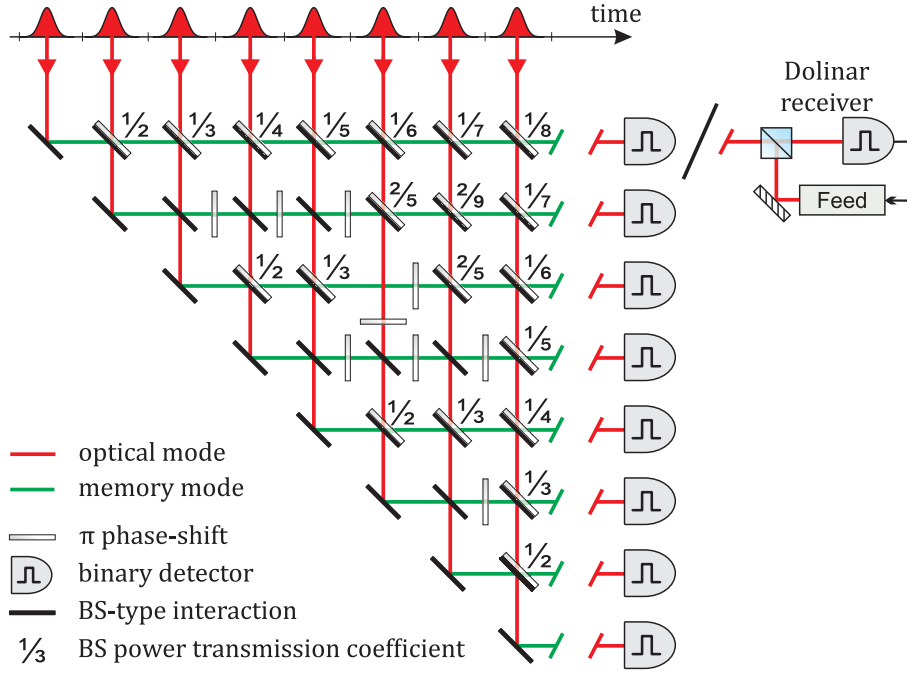 time
Dolinar
receiver
1/2 1/3 1/4 1/5 1/6 1/7 1/8
2/5 2/9 1/7
Feed
1/2 1/3 2/5 1/6
1/5
1/2 1/3 1/4
optical mode
memory mode
1/3
π phase-shift
binary detector
1/2
BS-type interaction
1/3 BS power transmission coefficient